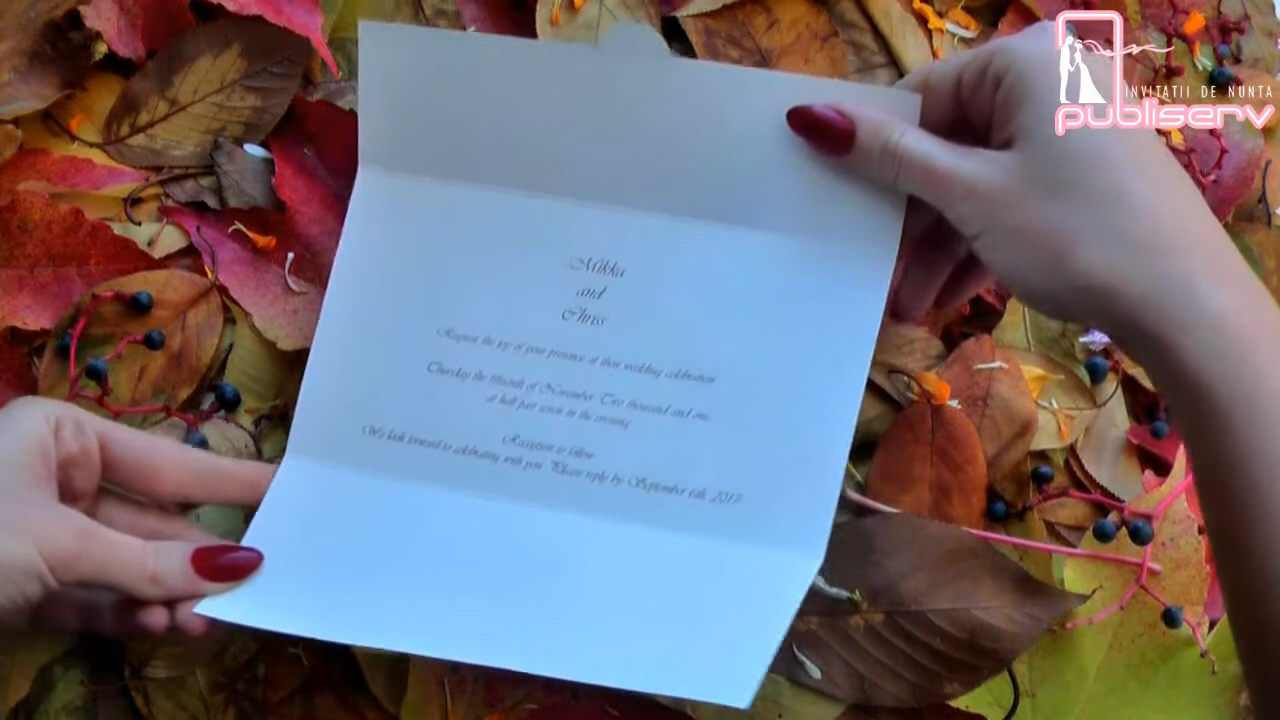 INVITATII DE NUNTA
publiserv
Mikka
and
Chriss
Request the joy of your presence at their wedding celebration
Thursday, the fifteenth of November Two thousand and one
at half past seven in the evening
Reception to follow
We look forward to celebrating with you. Please reply by September 6th, 2017